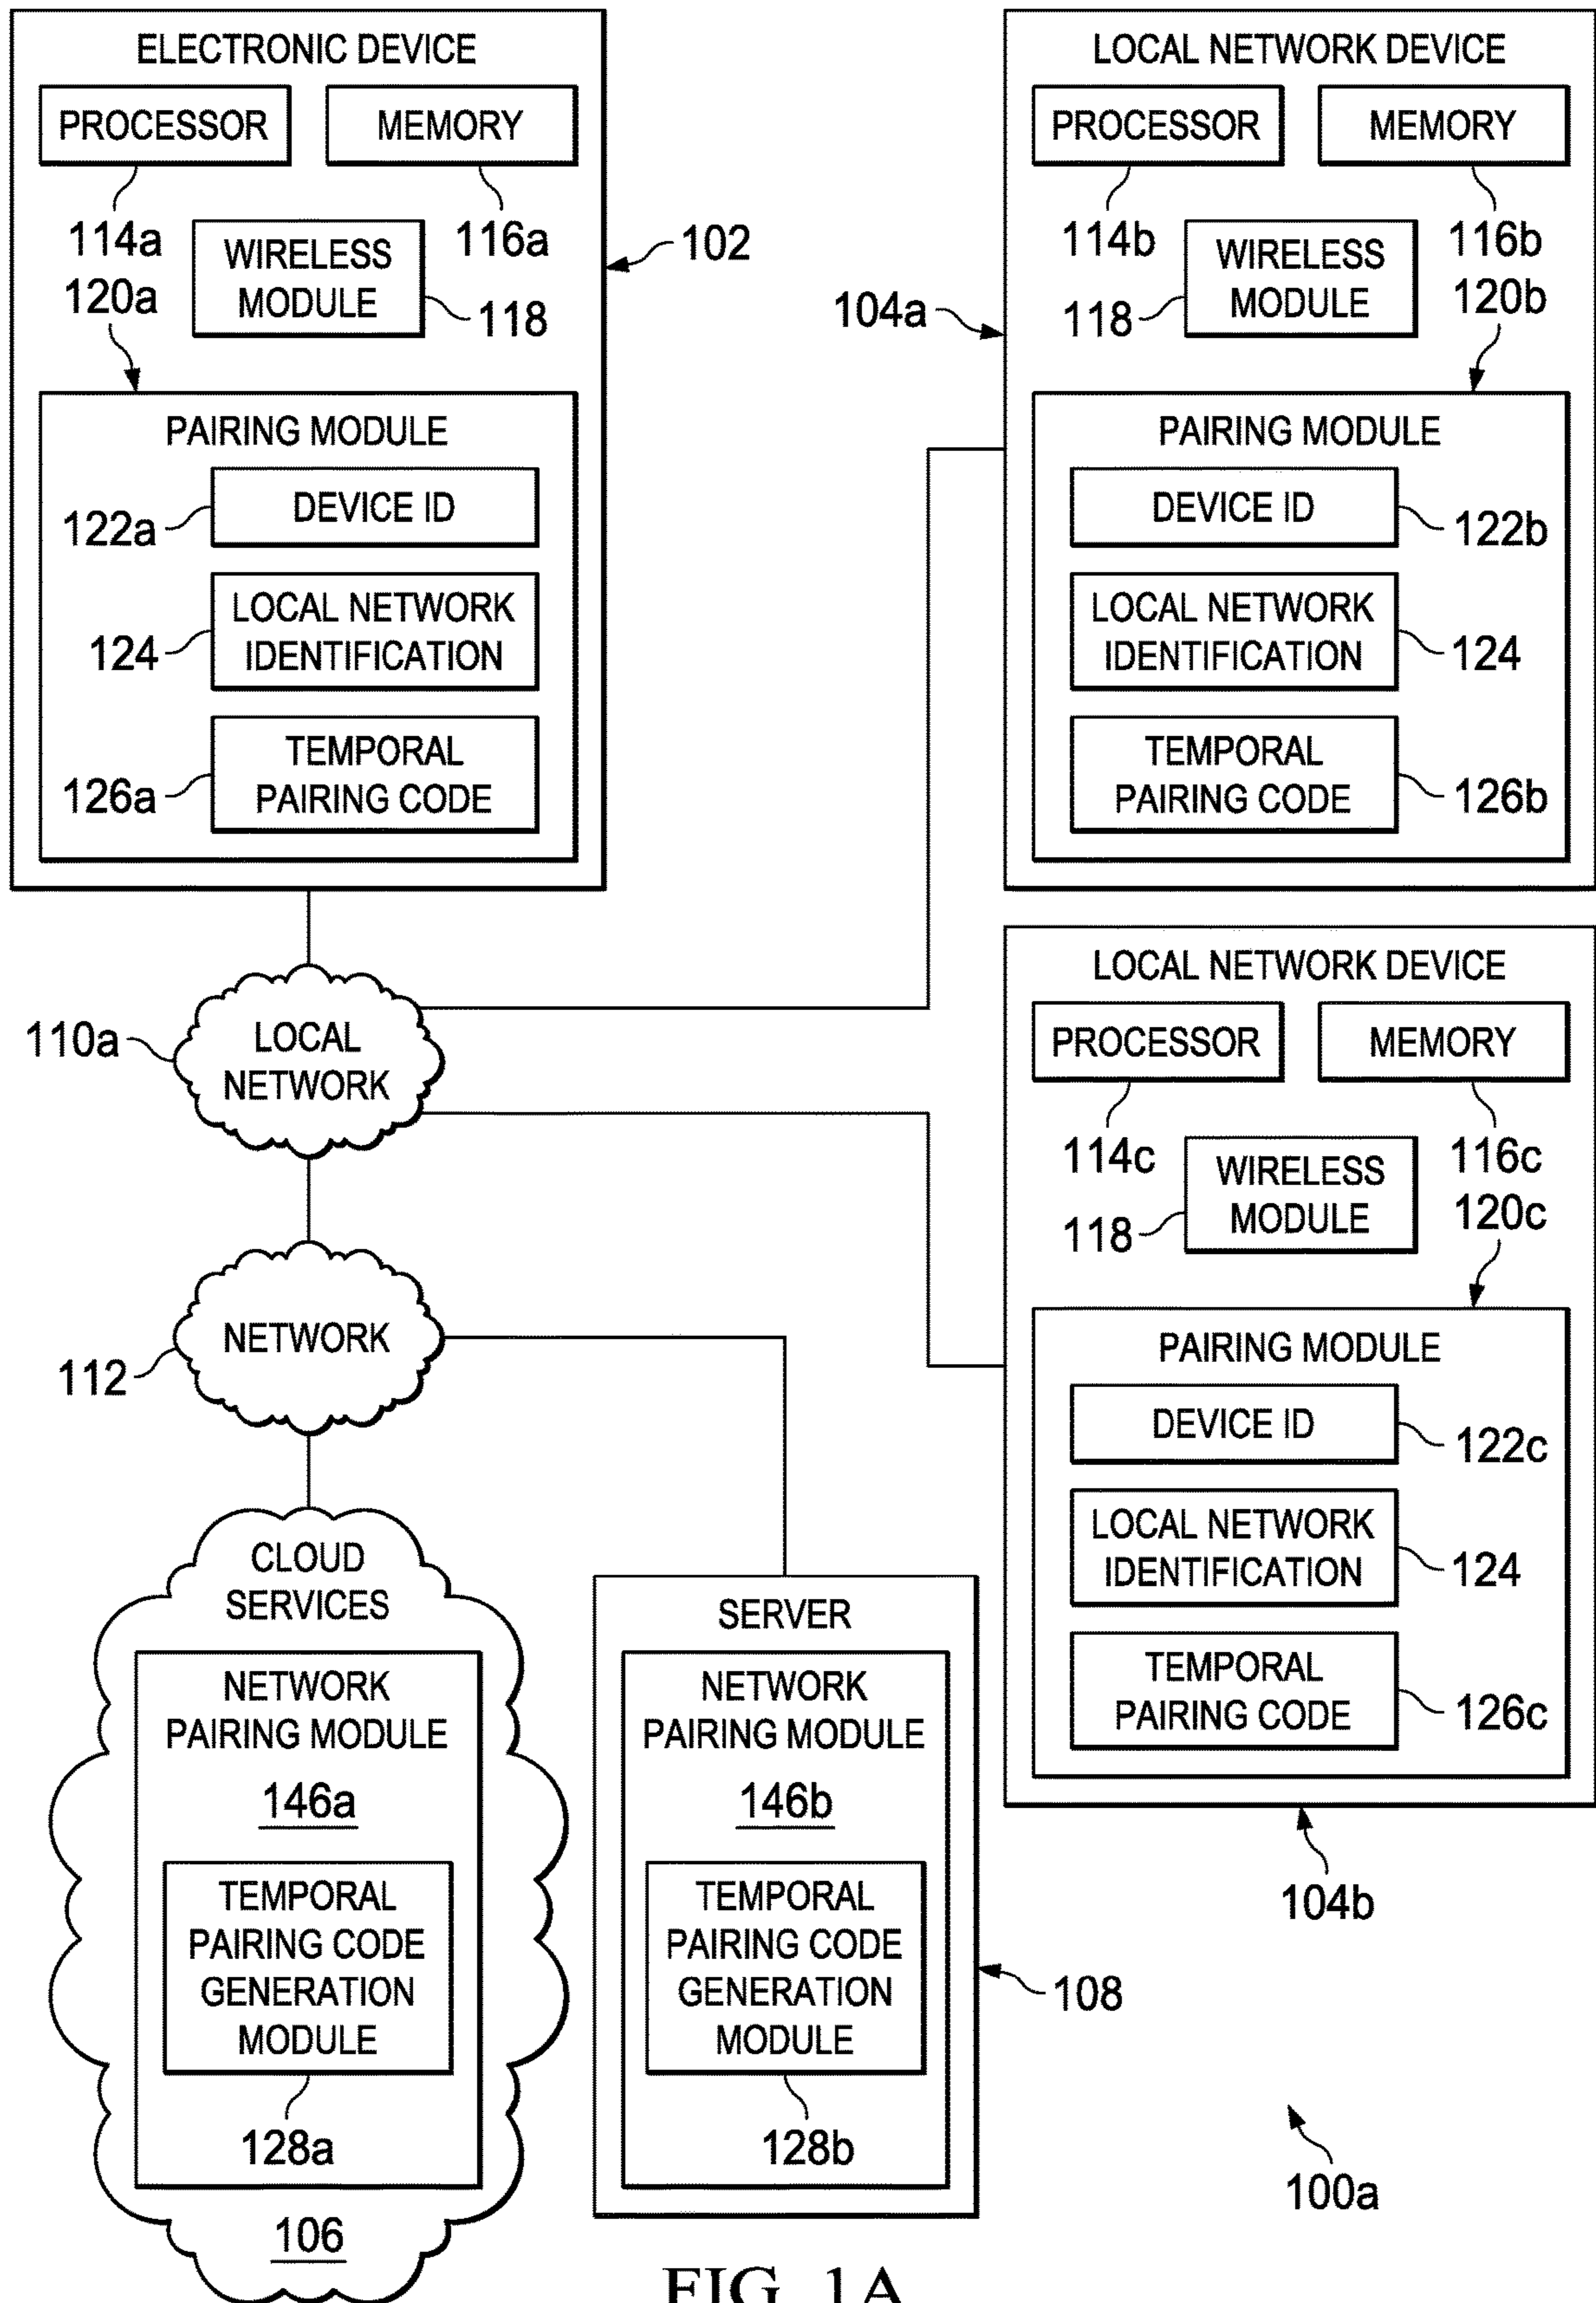 ELECTRONIC DEVICE
PROCESSOR
MEMORY
114a
116a
WIRELESS
MODULE
118
102
120a
PAIRING MODULE
DEVICE ID
122a
LOCAL NETWORK
IDENTIFICATION
124
TEMPORAL
PAIRING CODE
126a
LOCAL NETWORK DEVICE
PROCESSOR
MEMORY
114b
116b
WIRELESS
MODULE
118
104a
120b
PAIRING MODULE
DEVICE ID
122b
LOCAL NETWORK
IDENTIFICATION
124
TEMPORAL
PAIRING CODE
126b
110a
LOCAL
NETWORK
112
NETWORK
LOCAL NETWORK DEVICE
PROCESSOR
MEMORY
114c
116c
WIRELESS
MODULE
118
120c
PAIRING MODULE
DEVICE ID
122c
LOCAL NETWORK
IDENTIFICATION
124
TEMPORAL
PAIRING CODE
126c
104b
CLOUD
SERVICES
NETWORK
PAIRING MODULE
146a
TEMPORAL
PAIRING CODE
GENERATION
MODULE
128a
106
SERVER
NETWORK
PAIRING MODULE
146b
TEMPORAL
PAIRING CODE
GENERATION
MODULE
128b
108
100a
FIG. 1A